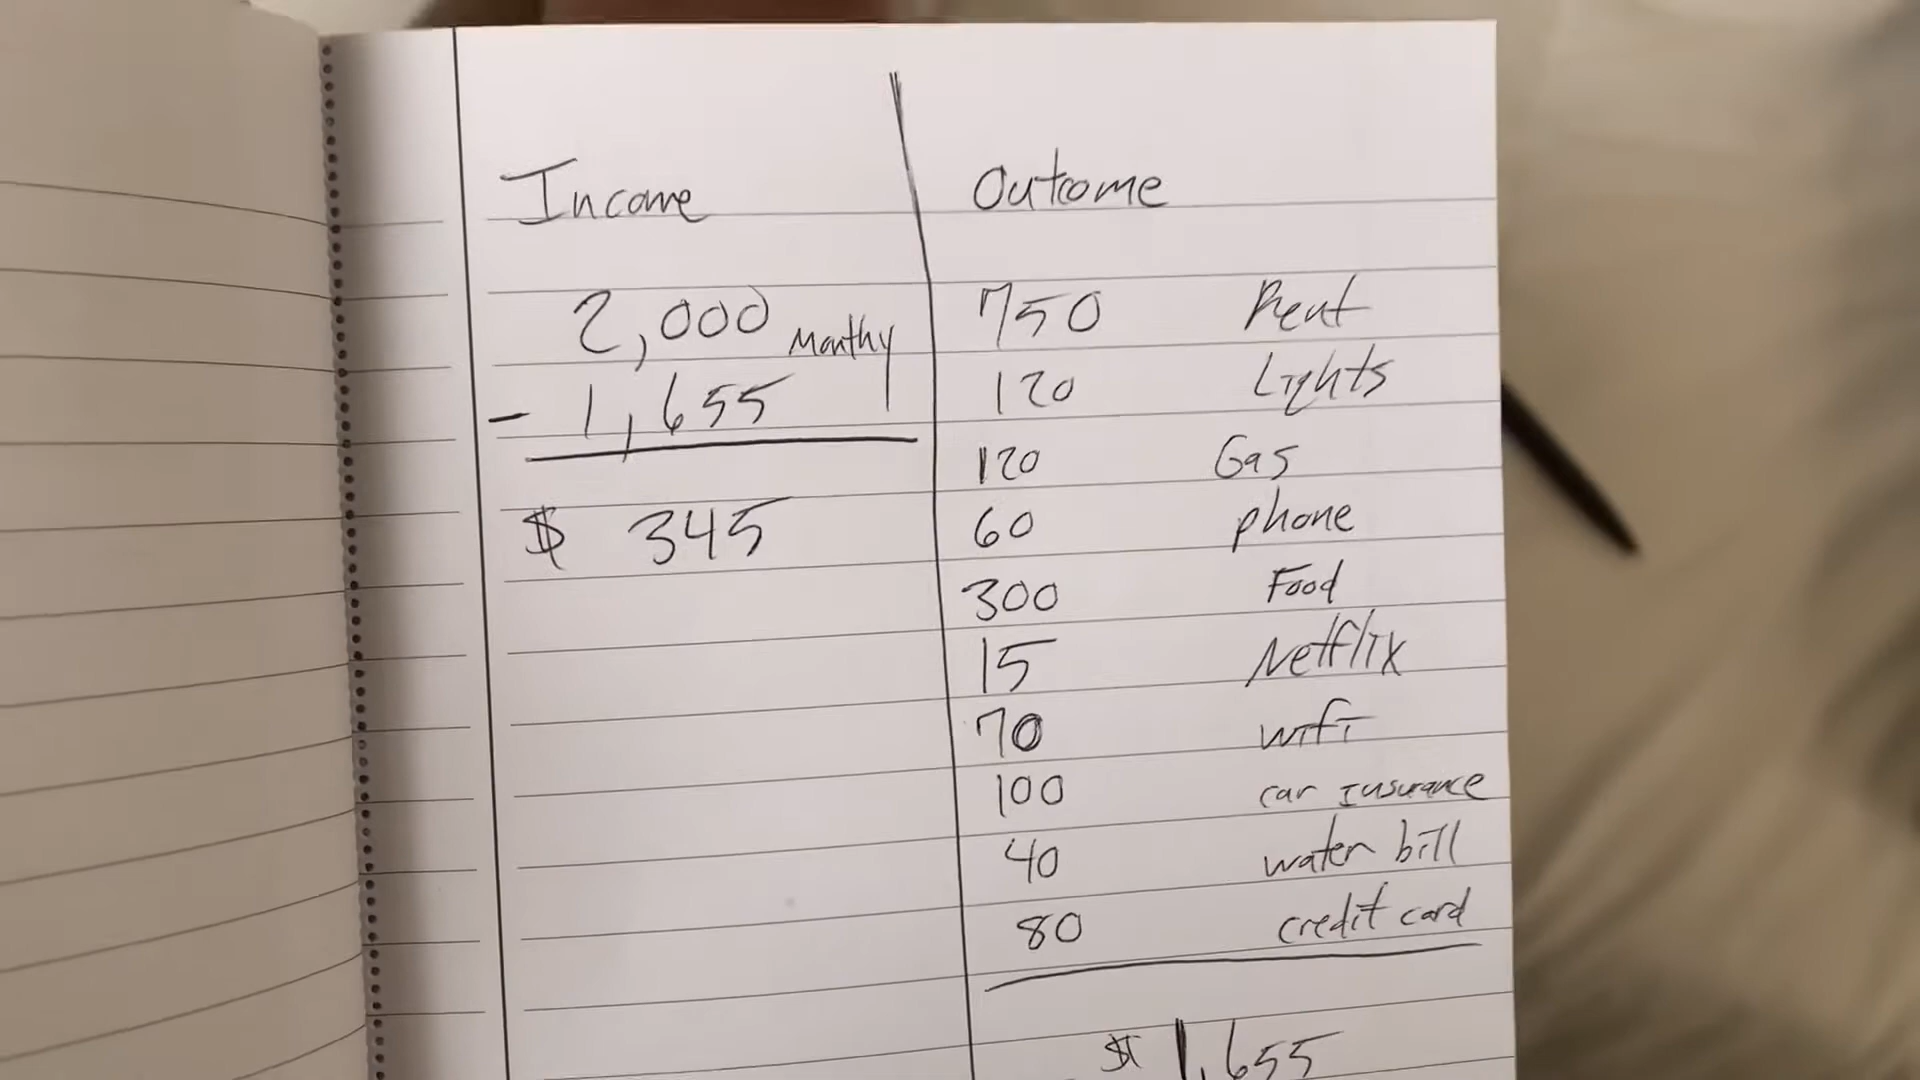 Income
2,000 Monthy
- 1,655
$ 345
Outcome
750 Rent
120 Lights
120 Gas
60 phone
300 Food
15 Netflix
70 wifi
100 car Insurance
40 water bill
80 credit card
$ 1,655